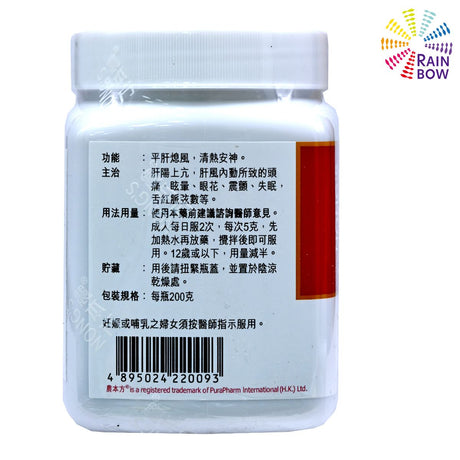 RAIN
BOW
功能 ：平肝熄風，清熱安神。
主治 ：肝陽上亢，肝風內動所致的頭
痛、眩暈、眼花、震顫、失眠，
舌紅脈弦數等。
用法用量：使用本藥前建議諮詢醫師意見。
成人每日服2次，每次5克，先
加熱水再放藥，攪拌後即可服
用。12歲或以下，用量減半。
貯藏 ：用後請扭緊瓶蓋，並置於陰涼
乾燥處。
包裝規格：每瓶200克
妊娠或哺乳之婦女須按醫師指示服用。
4 895024 220093
農本方®is a registered trademark of PuraPharm International (H.K.) Ltd.